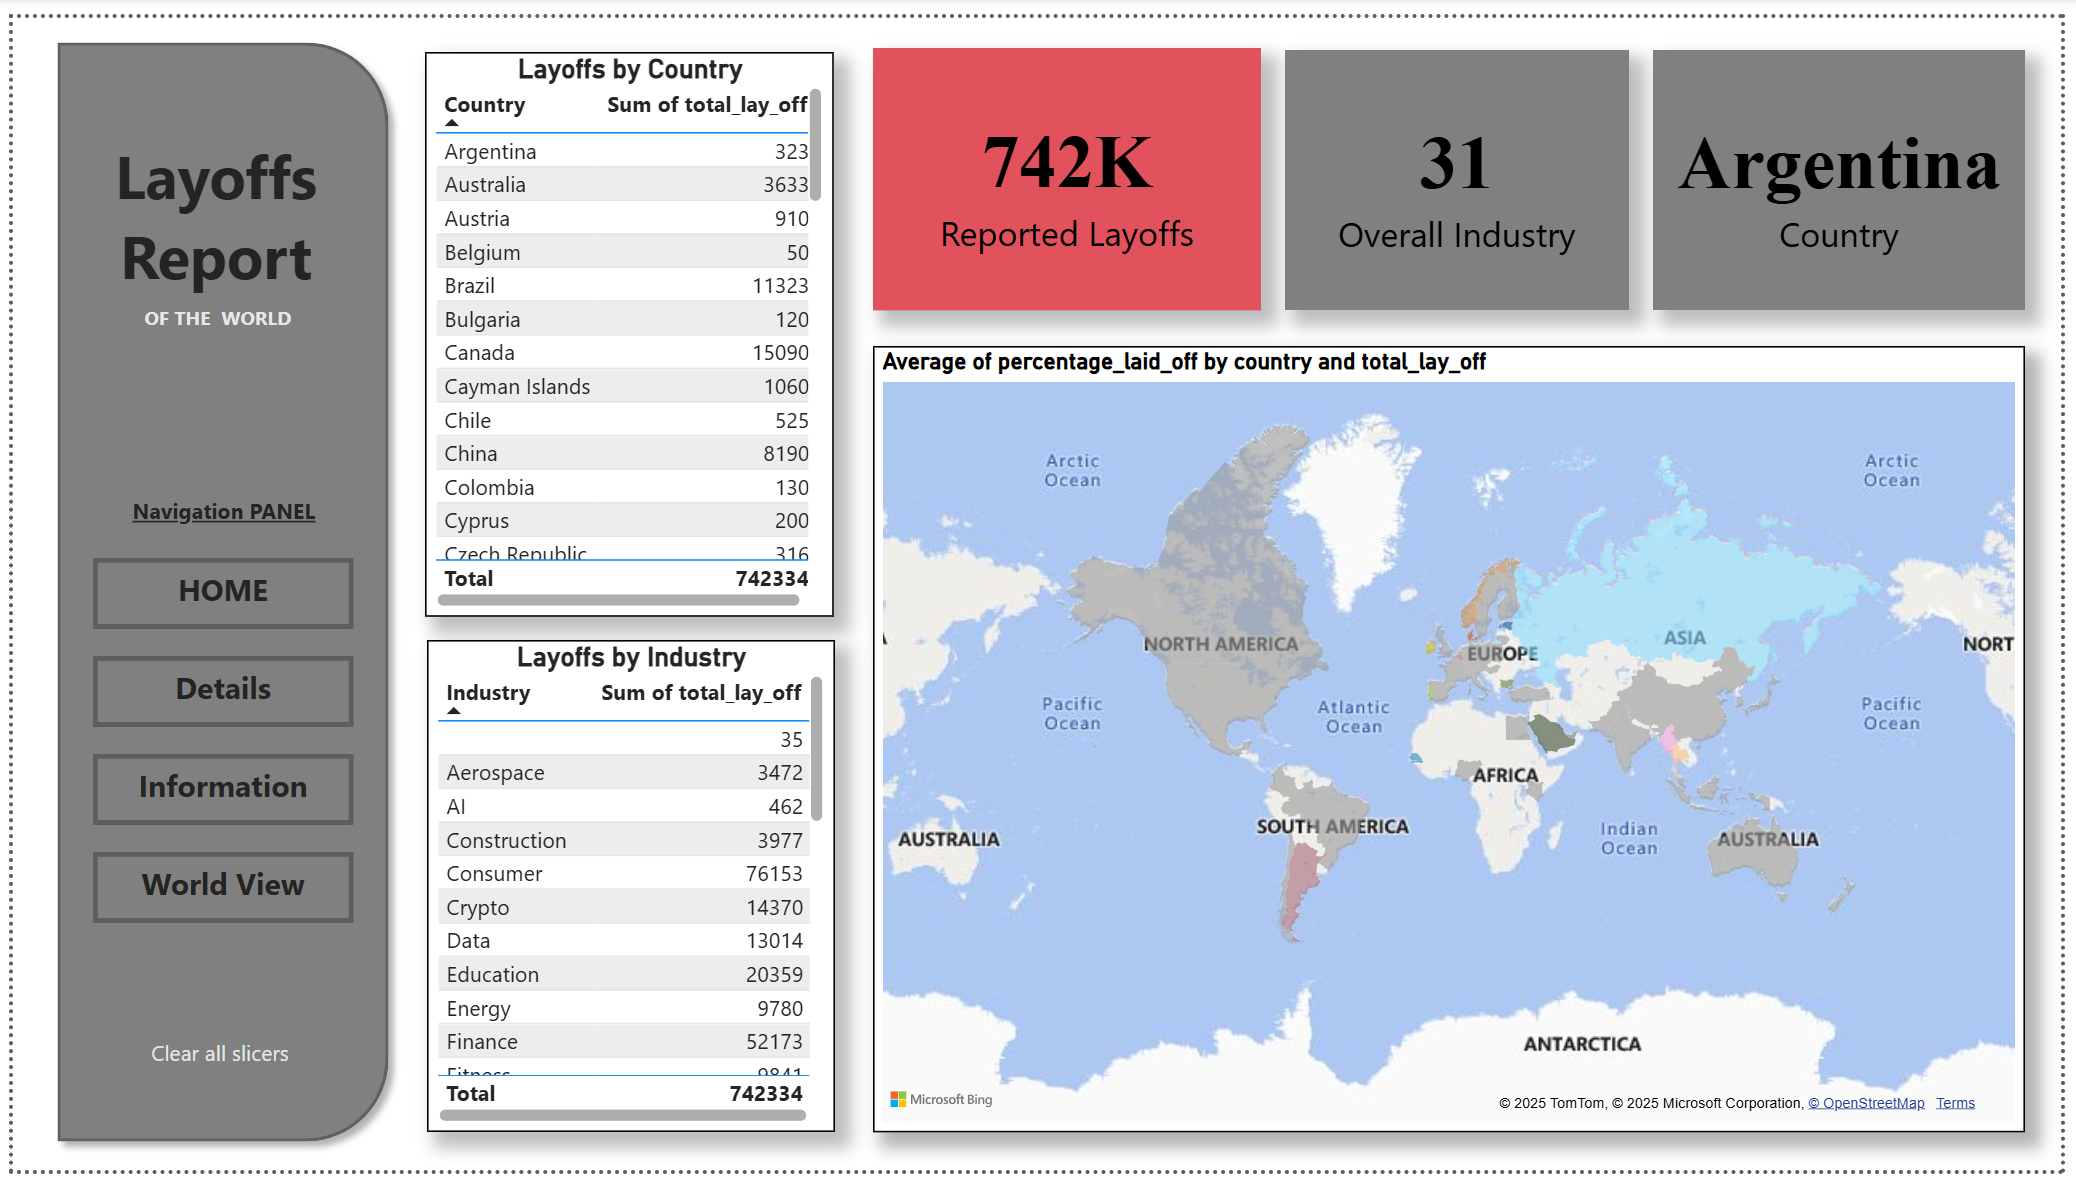 Layoffs
Report
OF THE WORLD
Navigation PANEL
HOME
Details
Information
World View
Clear all slicers
Layoffs by Country
Country Sum of total_lay_off
Argentina 323
Australia 3633
Austria 910
Belgium 50
Brazil 11323
Bulgaria 120
Canada 15090
Cayman Islands 1060
Chile 525
China 8190
Colombia 130
Cyprus 200
Czech Republic 316
Total 742334
Layoffs by Industry
Industry Sum of total_lay_off
35
Aerospace 3472
AI 462
Construction 3977
Consumer 76153
Crypto 14370
Data 13014
Education 20359
Energy 9780
Finance 52173
Fitness 9841
Total 742334
742K
Reported Layoffs
31
Overall Industry
Argentina
Country
Average of percentage_laid_off by country and total_lay_off
Arctic
Ocean
Arctic
Ocean
NORTH AMERICA
EUROPE
ASIA
NORT
Pacific
Ocean
Atlantic
Ocean
Pacific
Ocean
AFRICA
SOUTH AMERICA
AUSTRALIA
Indian
Ocean
AUSTRALIA
ANTARCTICA
Microsoft Bing
© 2025 TomTom, © 2025 Microsoft Corporation, © OpenStreetMap Terms